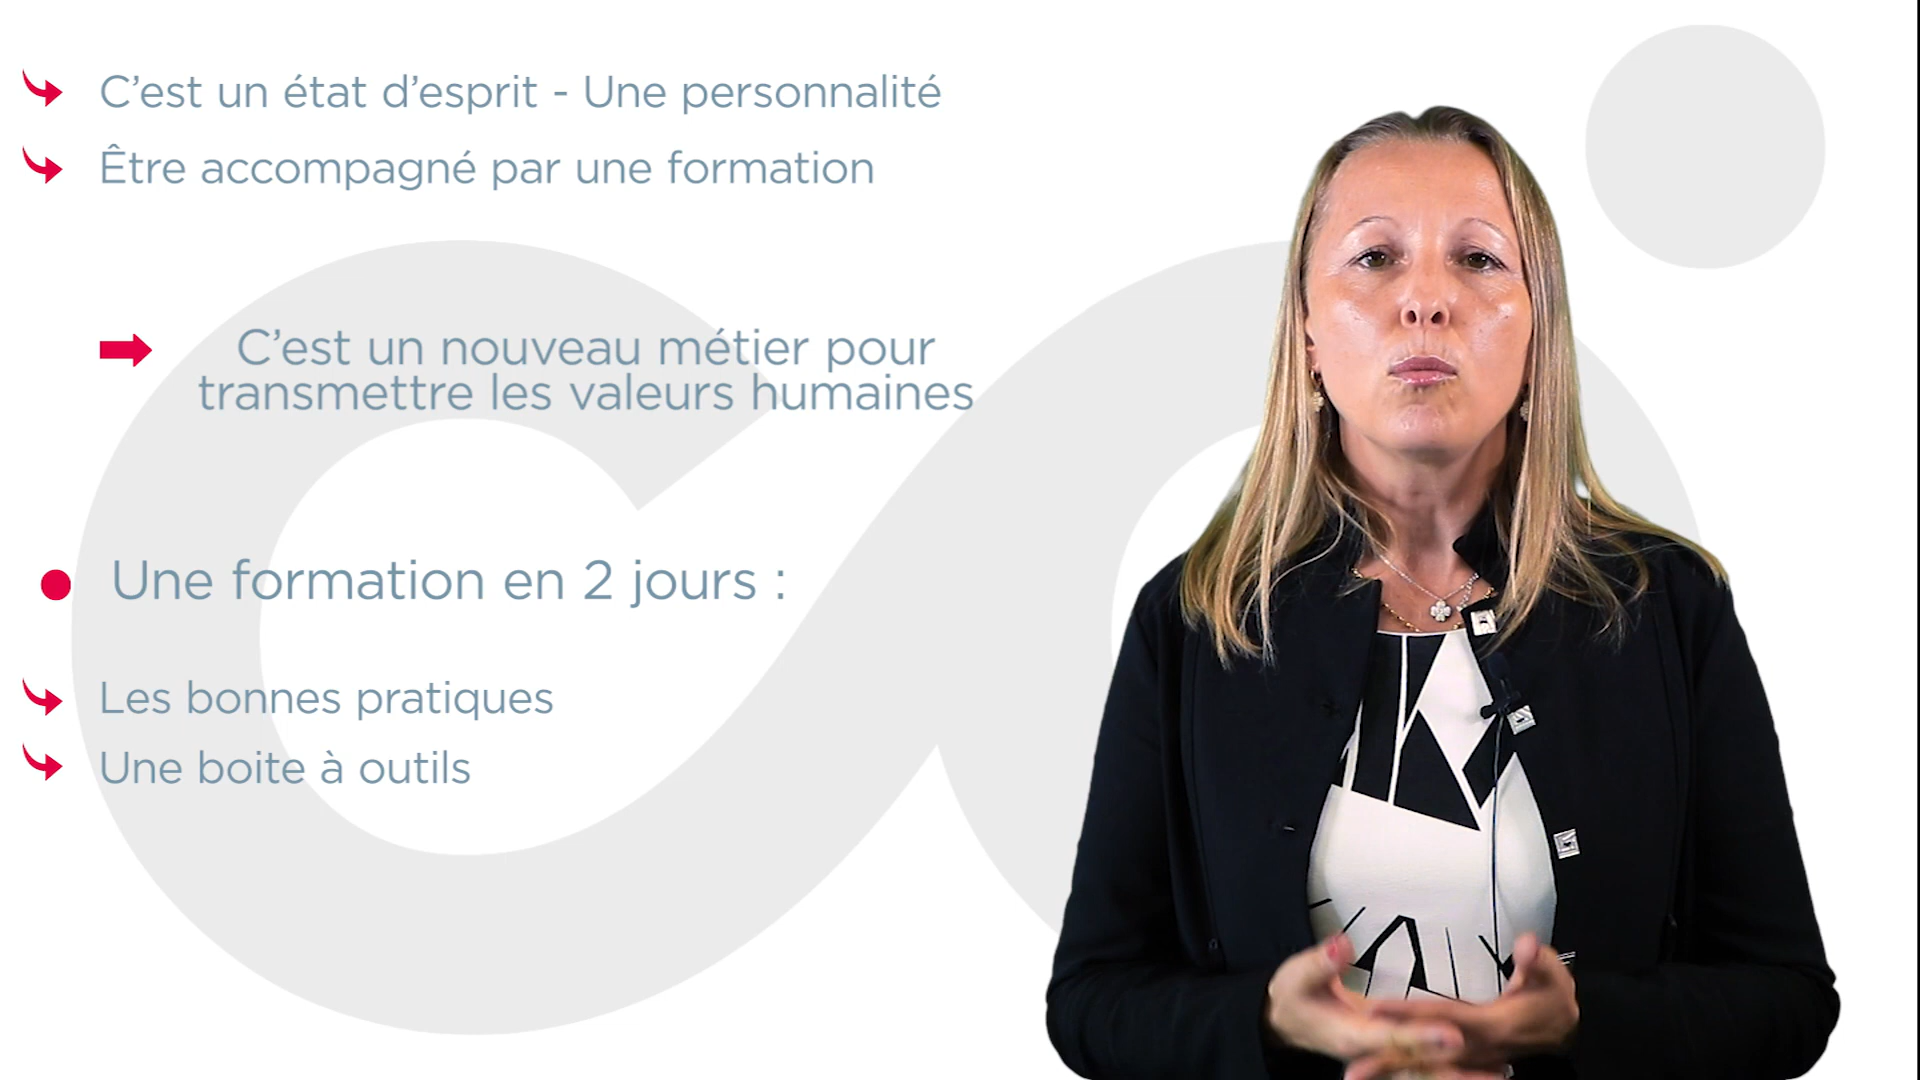 C’est un état d’esprit - Une personnalité
Être accompagné par une formation
C’est un nouveau métier pour
transmettre les valeurs humaines
Une formation en 2 jours :
Les bonnes pratiques
Une boite à outils